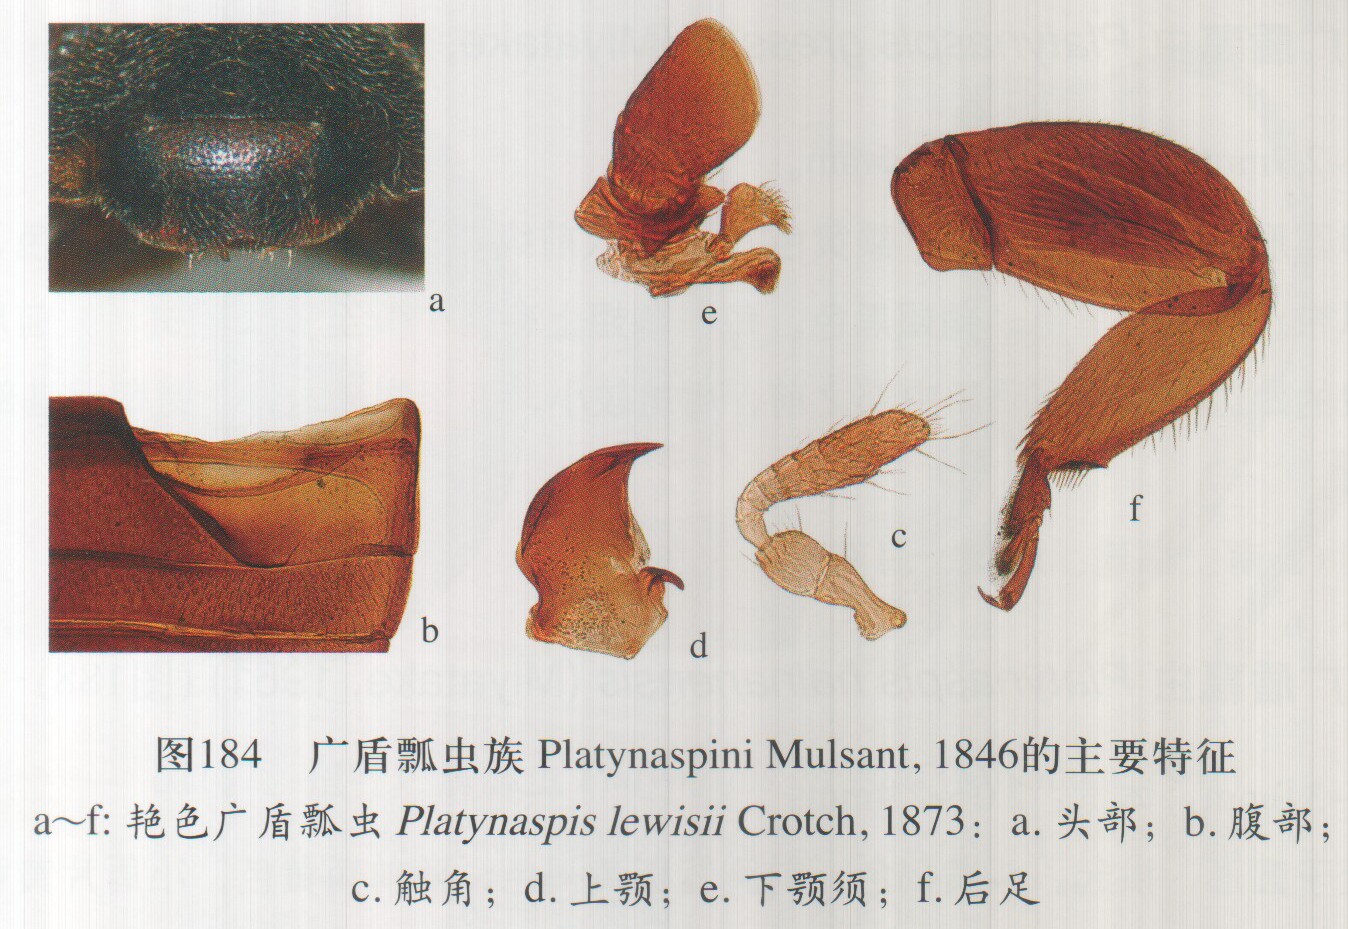 a
e
f
c
b
d
图184 广盾瓢虫族 Platynaspini Mulsant, 1846的主要特征
a~f: 艳色广盾瓢虫 Platynaspis lewisii Crotch, 1873：a. 头部；b. 腹部；
c. 触角；d. 上颚；e. 下颚须；f. 后足